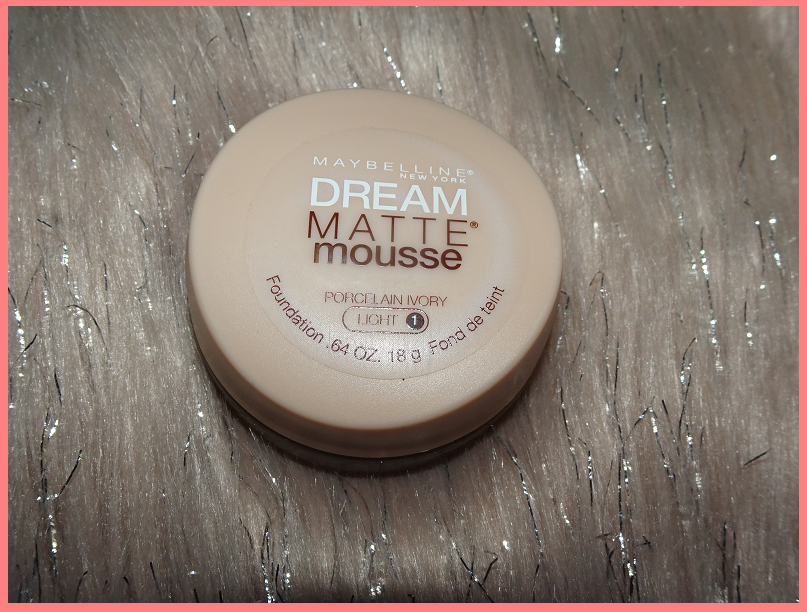 MAYBELLINE®
NEW YORK
DREAM
MATTE®
mousse
PORCELAIN IVORY
LIGHT 1
Foundation .64 OZ. 18 g Fond de teint